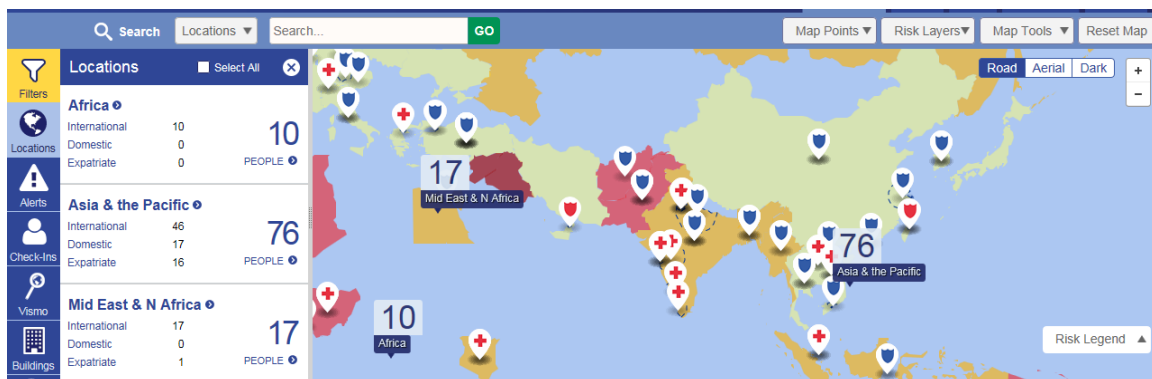 Search
Locations ▼
Search...
GO
Map Points ▼
Risk Layers▼
Map Tools ▼
Reset Map
Filters
Locations
Alerts
Check-Ins
Vismo
Buildings
Locations
Select All
Africa
International 10
Domestic 0
Expatriate 0
10
PEOPLE
Asia & the Pacific
International 46
Domestic 17
Expatriate 16
76
PEOPLE
Mid East & N Africa
International 17
Domestic 0
Expatriate 1
17
PEOPLE
Road Aerial Dark
+
−
17
Mid East & N Africa
76
Asia & the Pacific
10
Africa
Risk Legend ▲